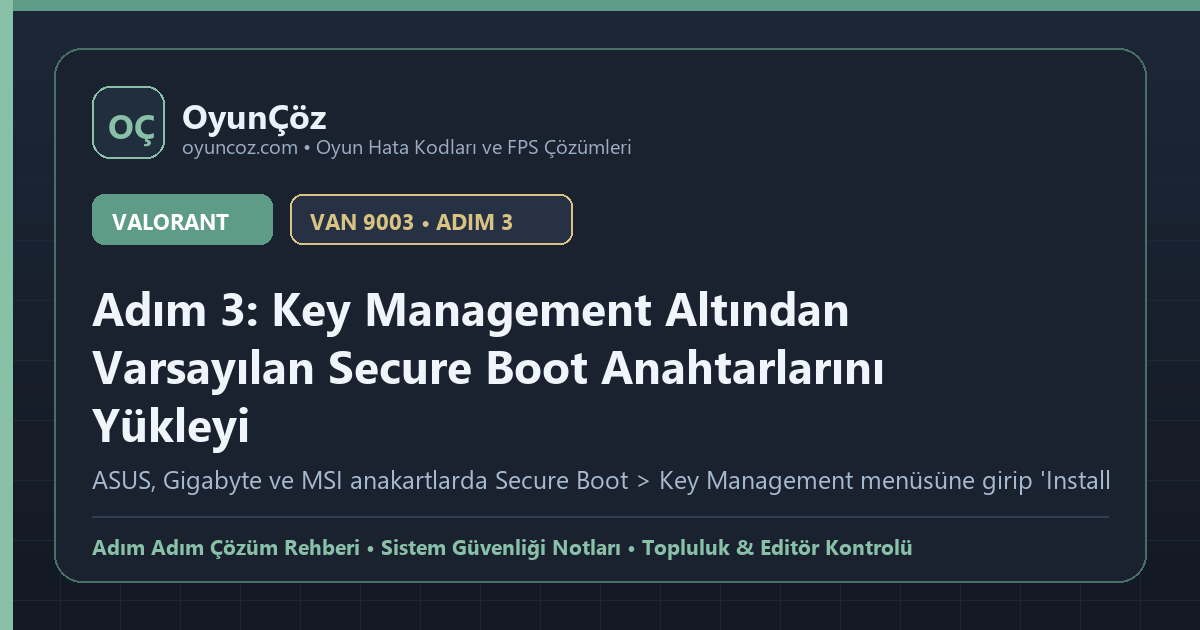 OÇ
OyunÇöz
oyuncoz.com • Oyun Hata Kodları ve FPS Çözümleri
VALORANT
VAN 9003 • ADIM 3
Adım 3: Key Management Altından
Varsayılan Secure Boot Anahtarlarını
Yükleyi
ASUS, Gigabyte ve MSI anakartlarda Secure Boot > Key Management menüsüne girip 'Install
Adım Adım Çözüm Rehberi • Sistem Güvenliği Notları • Topluluk & Editör Kontrolü